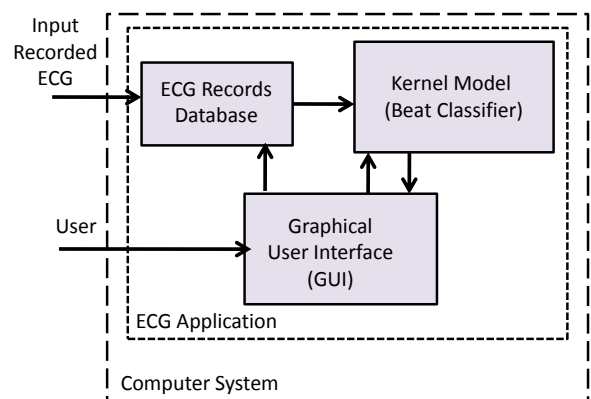 Input
Recorded
ECG
ECG Records
Database
Kernel Model
(Beat Classifier)
User
Graphical
User Interface
(GUI)
ECG Application
Computer System